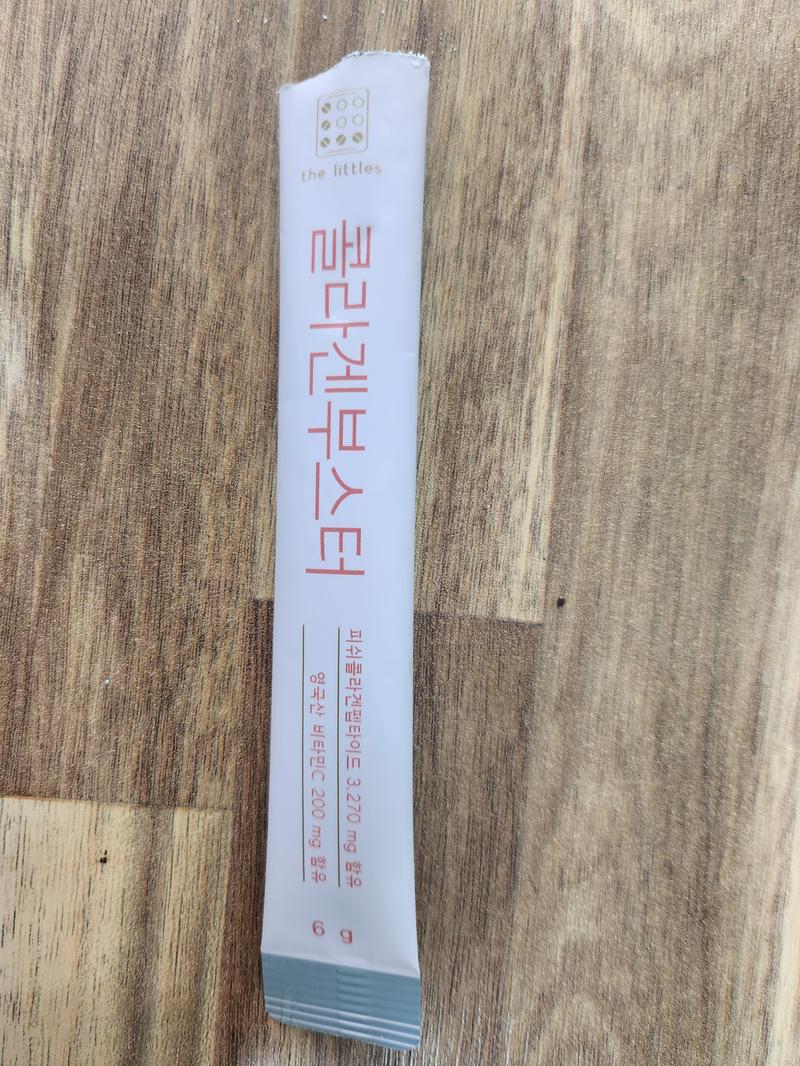 the littles
콜라겐부스터
피쉬콜라겐펩타이드 3,270 mg 함유
영국산 비타민C 200 mg 함유
6 g